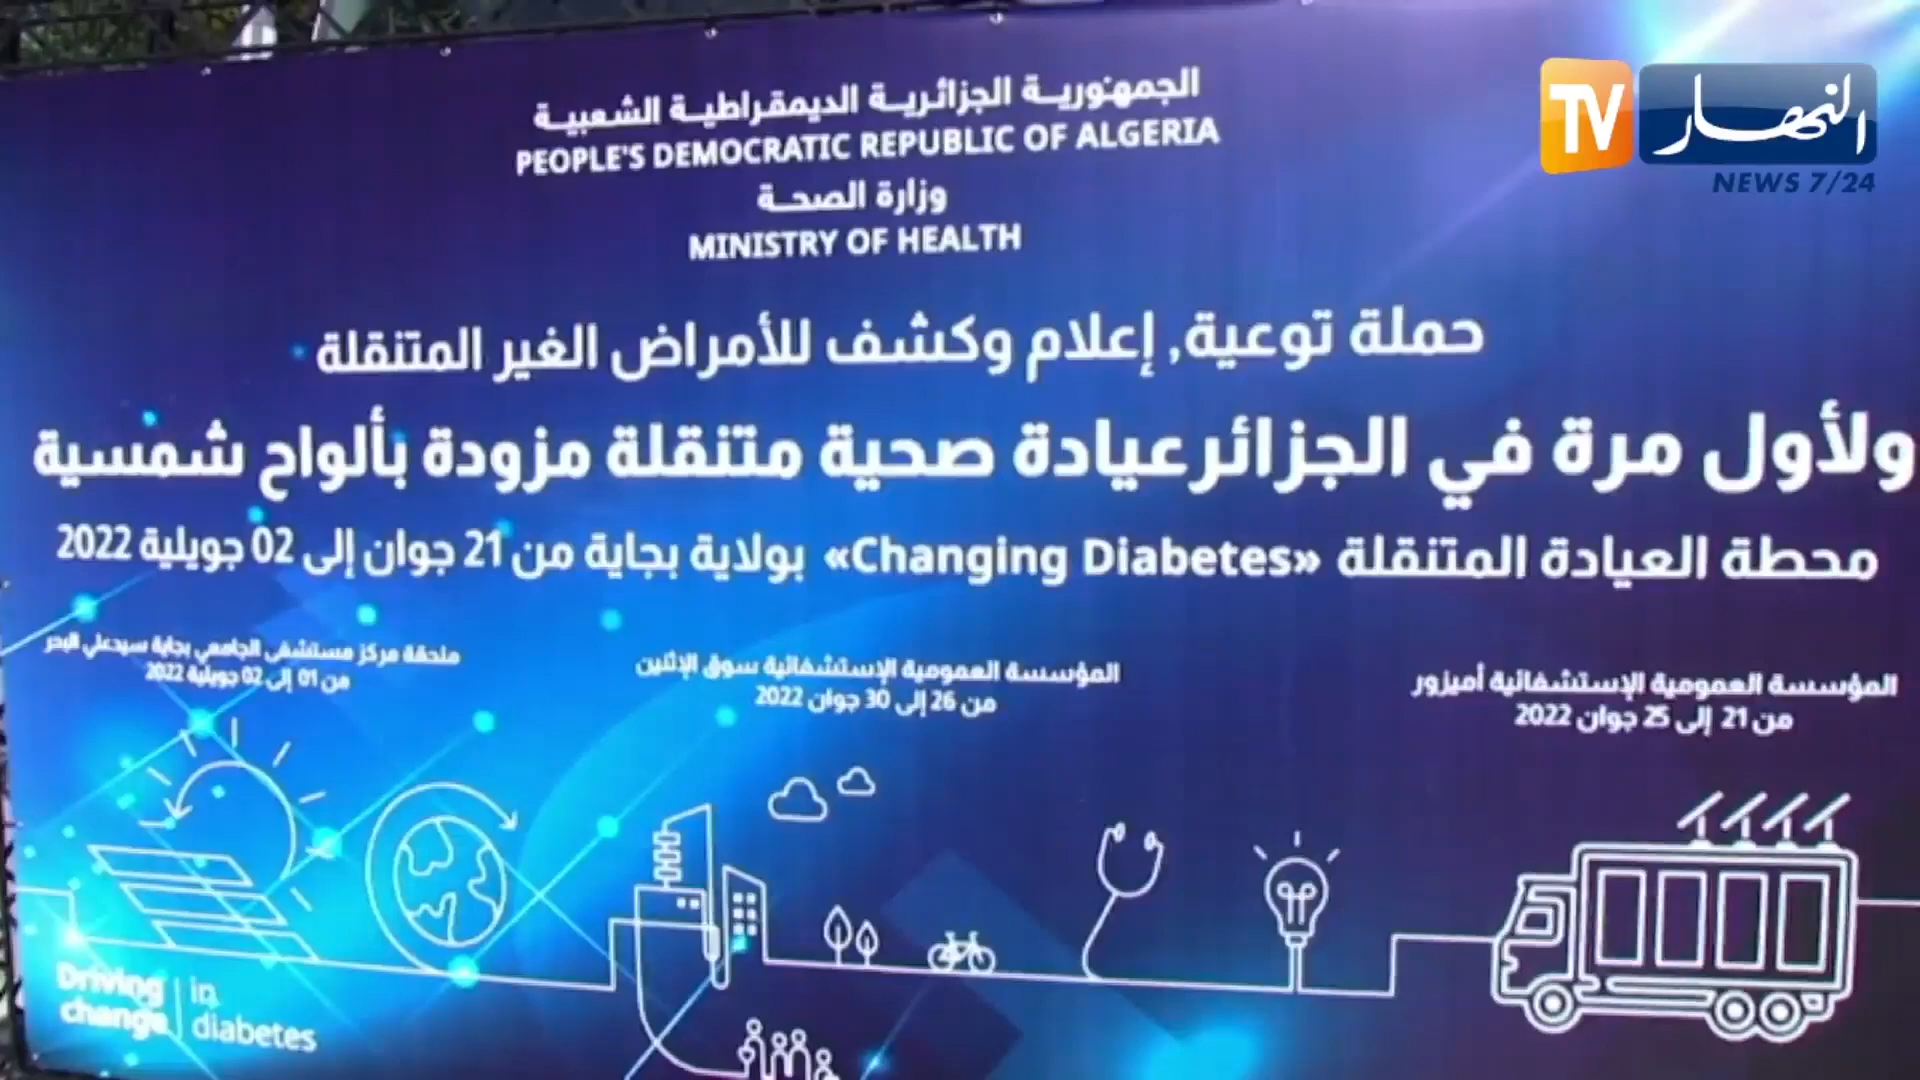 الجمهورية الجزائرية الديمقراطية الشعبية
PEOPLE'S DEMOCRATIC REPUBLIC OF ALGERIA
وزارة الصحة
MINISTRY OF HEALTH
TV النهار
NEWS 7/24
حملة توعية, إعلام وكشف للأمراض الغير المتنقلة
ولأول مرة في الجزائرعيادة صحية متنقلة مزودة بألواح شمسية
محطة العيادة المتنقلة «Changing Diabetes» بولاية بجاية من 21 جوان إلى 02 جويلية 2022
المؤسسة العمومية الإستشفائية أميزور
من 21 إلى 25 جوان 2022
المؤسسة العمومية الإستشفائية سوق الإثنين
من 26 إلى 30 جوان 2022
ملحقة مركز مستشفى الجامعي بجاية سيدعلي البحر
من 01 إلى 02 جويلية 2022
Driving change | in diabetes